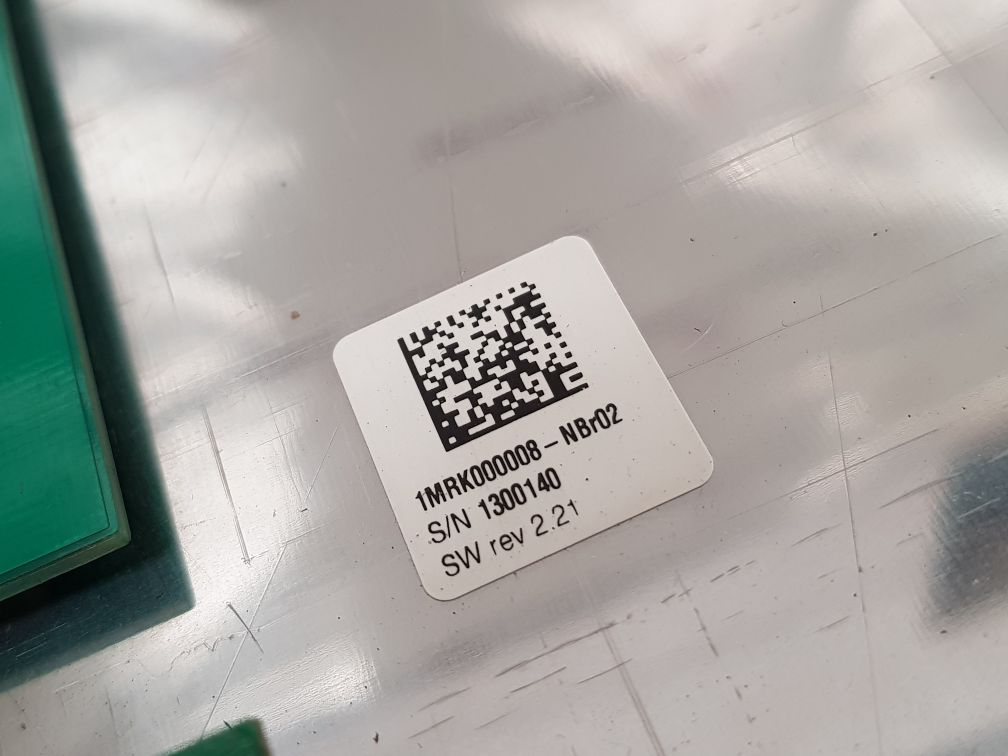 1MRK000008-NBr02
S/N 1300140
SW rev 2.21